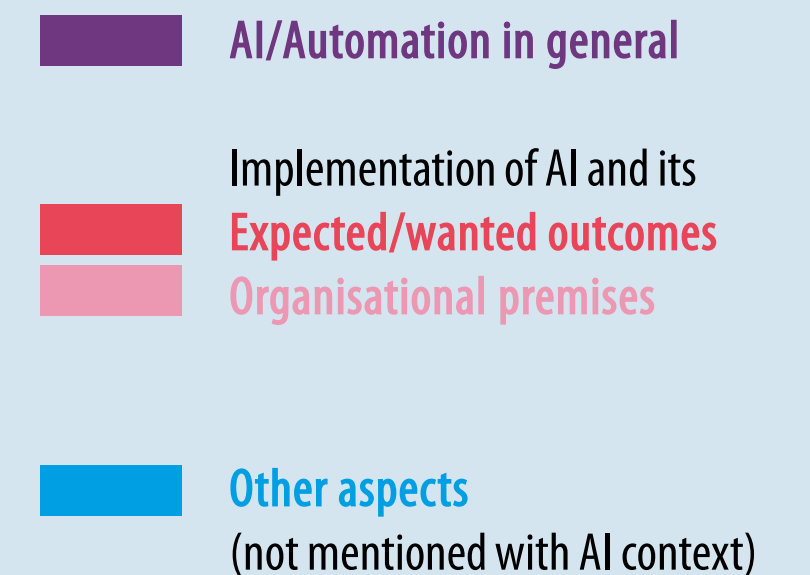 AI/Automation in general
Implementation of AI and its
Expected/wanted outcomes
Organisational premises
Other aspects
(not mentioned with AI context)